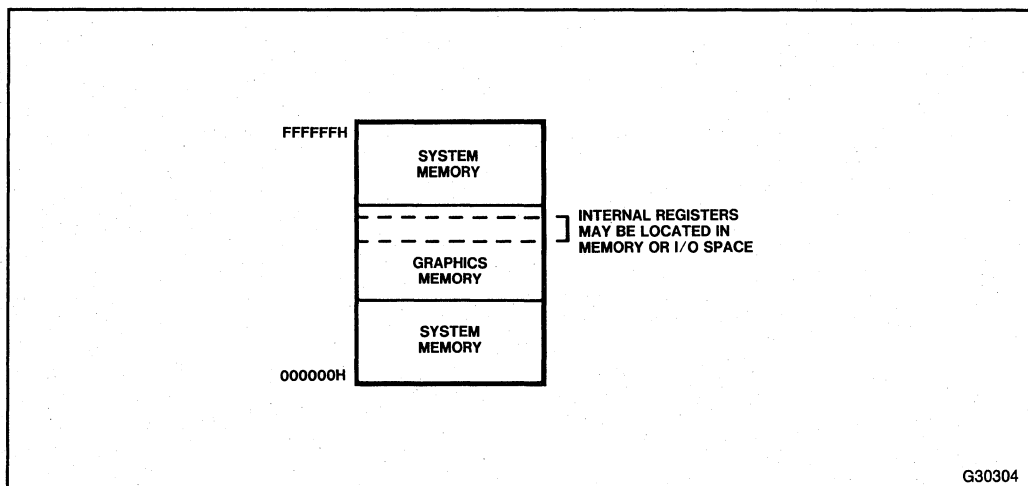 FFFFFFH
SYSTEM
MEMORY
INTERNAL REGISTERS
MAY BE LOCATED IN
MEMORY OR I/O SPACE
GRAPHICS
MEMORY
SYSTEM
MEMORY
000000H
G30304